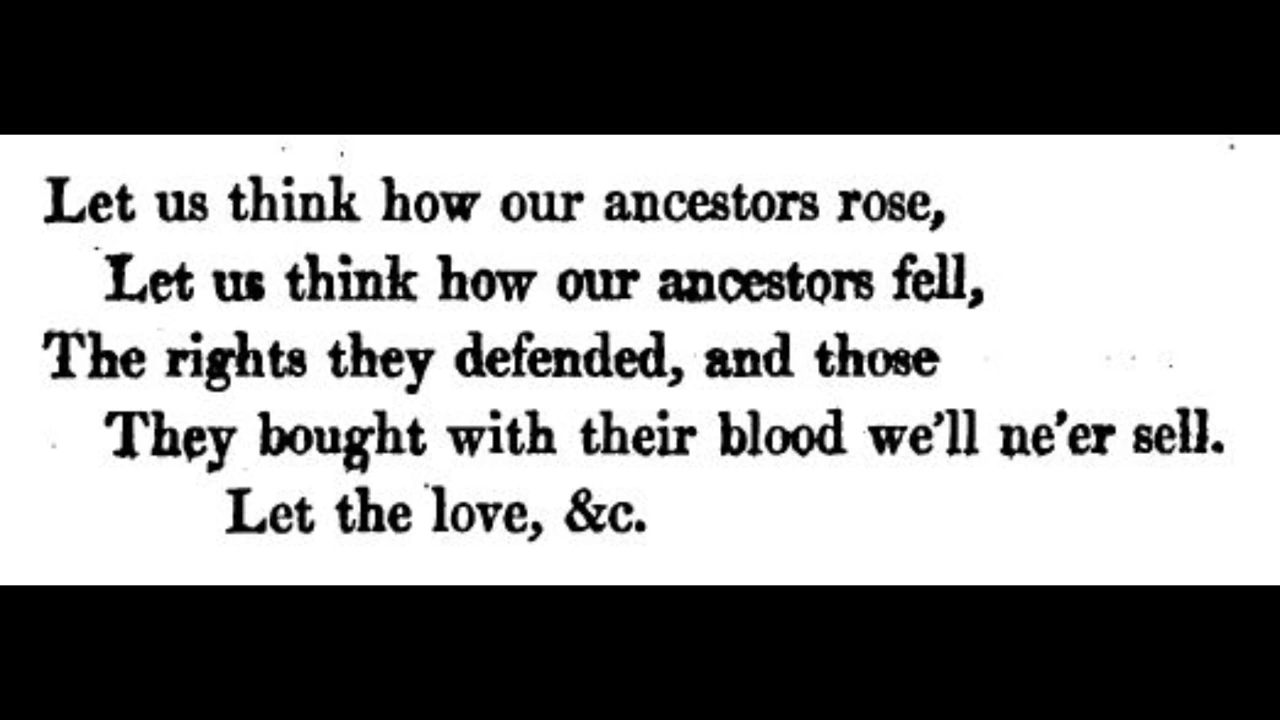 Let us think how our ancestors rose,
Let us think how our ancestors fell,
The rights they defended, and those
They bought with their blood we'll ne'er sell.
Let the love, &c.